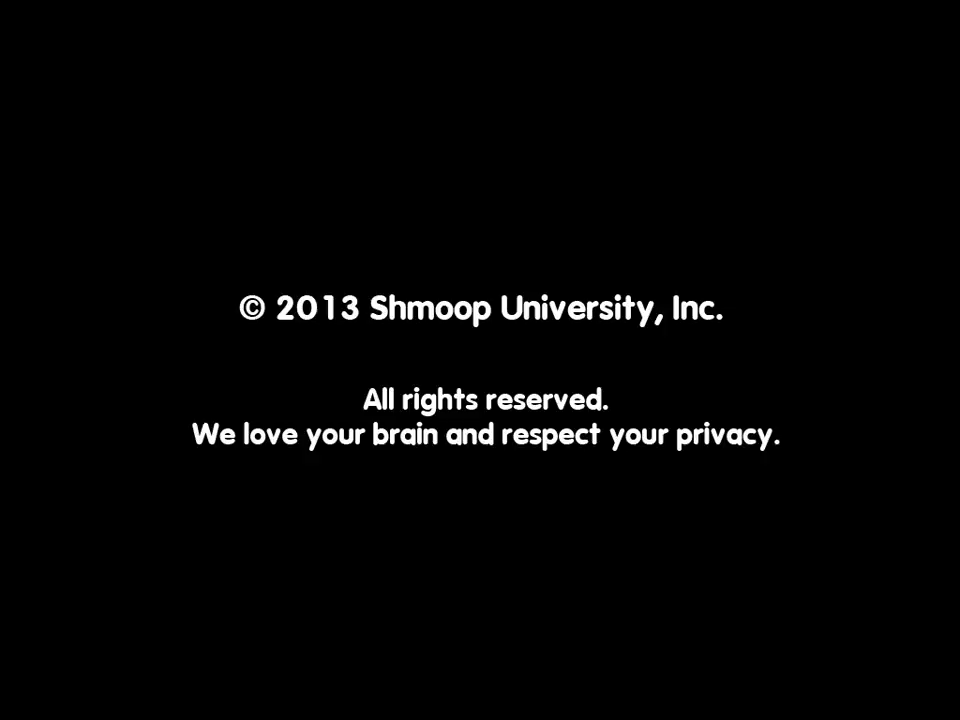 © 2013 Shmoop University, Inc.
All rights reserved.
We love your brain and respect your privacy.